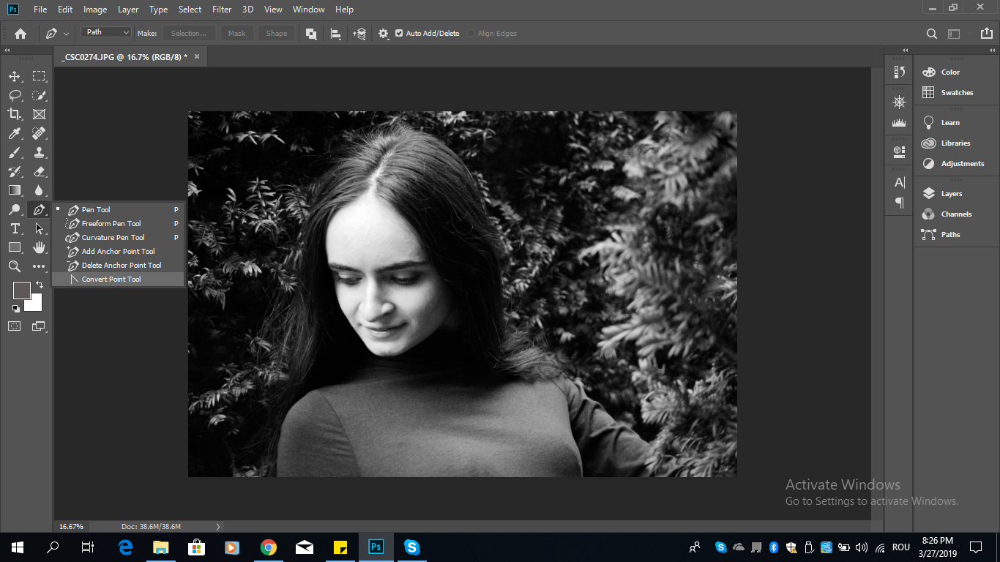 Ps File Edit Image Layer Type Select Filter 3D View Window Help
Path Make: Selection... Mask Shape Auto Add/Delete Align Edges
_CSC0274.JPG @ 16.7% (RGB/8) * ×
Color
Swatches
Learn
Libraries
Adjustments
Layers
Channels
Paths
Pen Tool P
Freeform Pen Tool P
Curvature Pen Tool P
Add Anchor Point Tool
Delete Anchor Point Tool
Convert Point Tool
Activate Windows
Go to Settings to activate Windows.
16.67% Doc: 38.6M/38.6M
Ps ROU 8:26 PM
3/27/2019